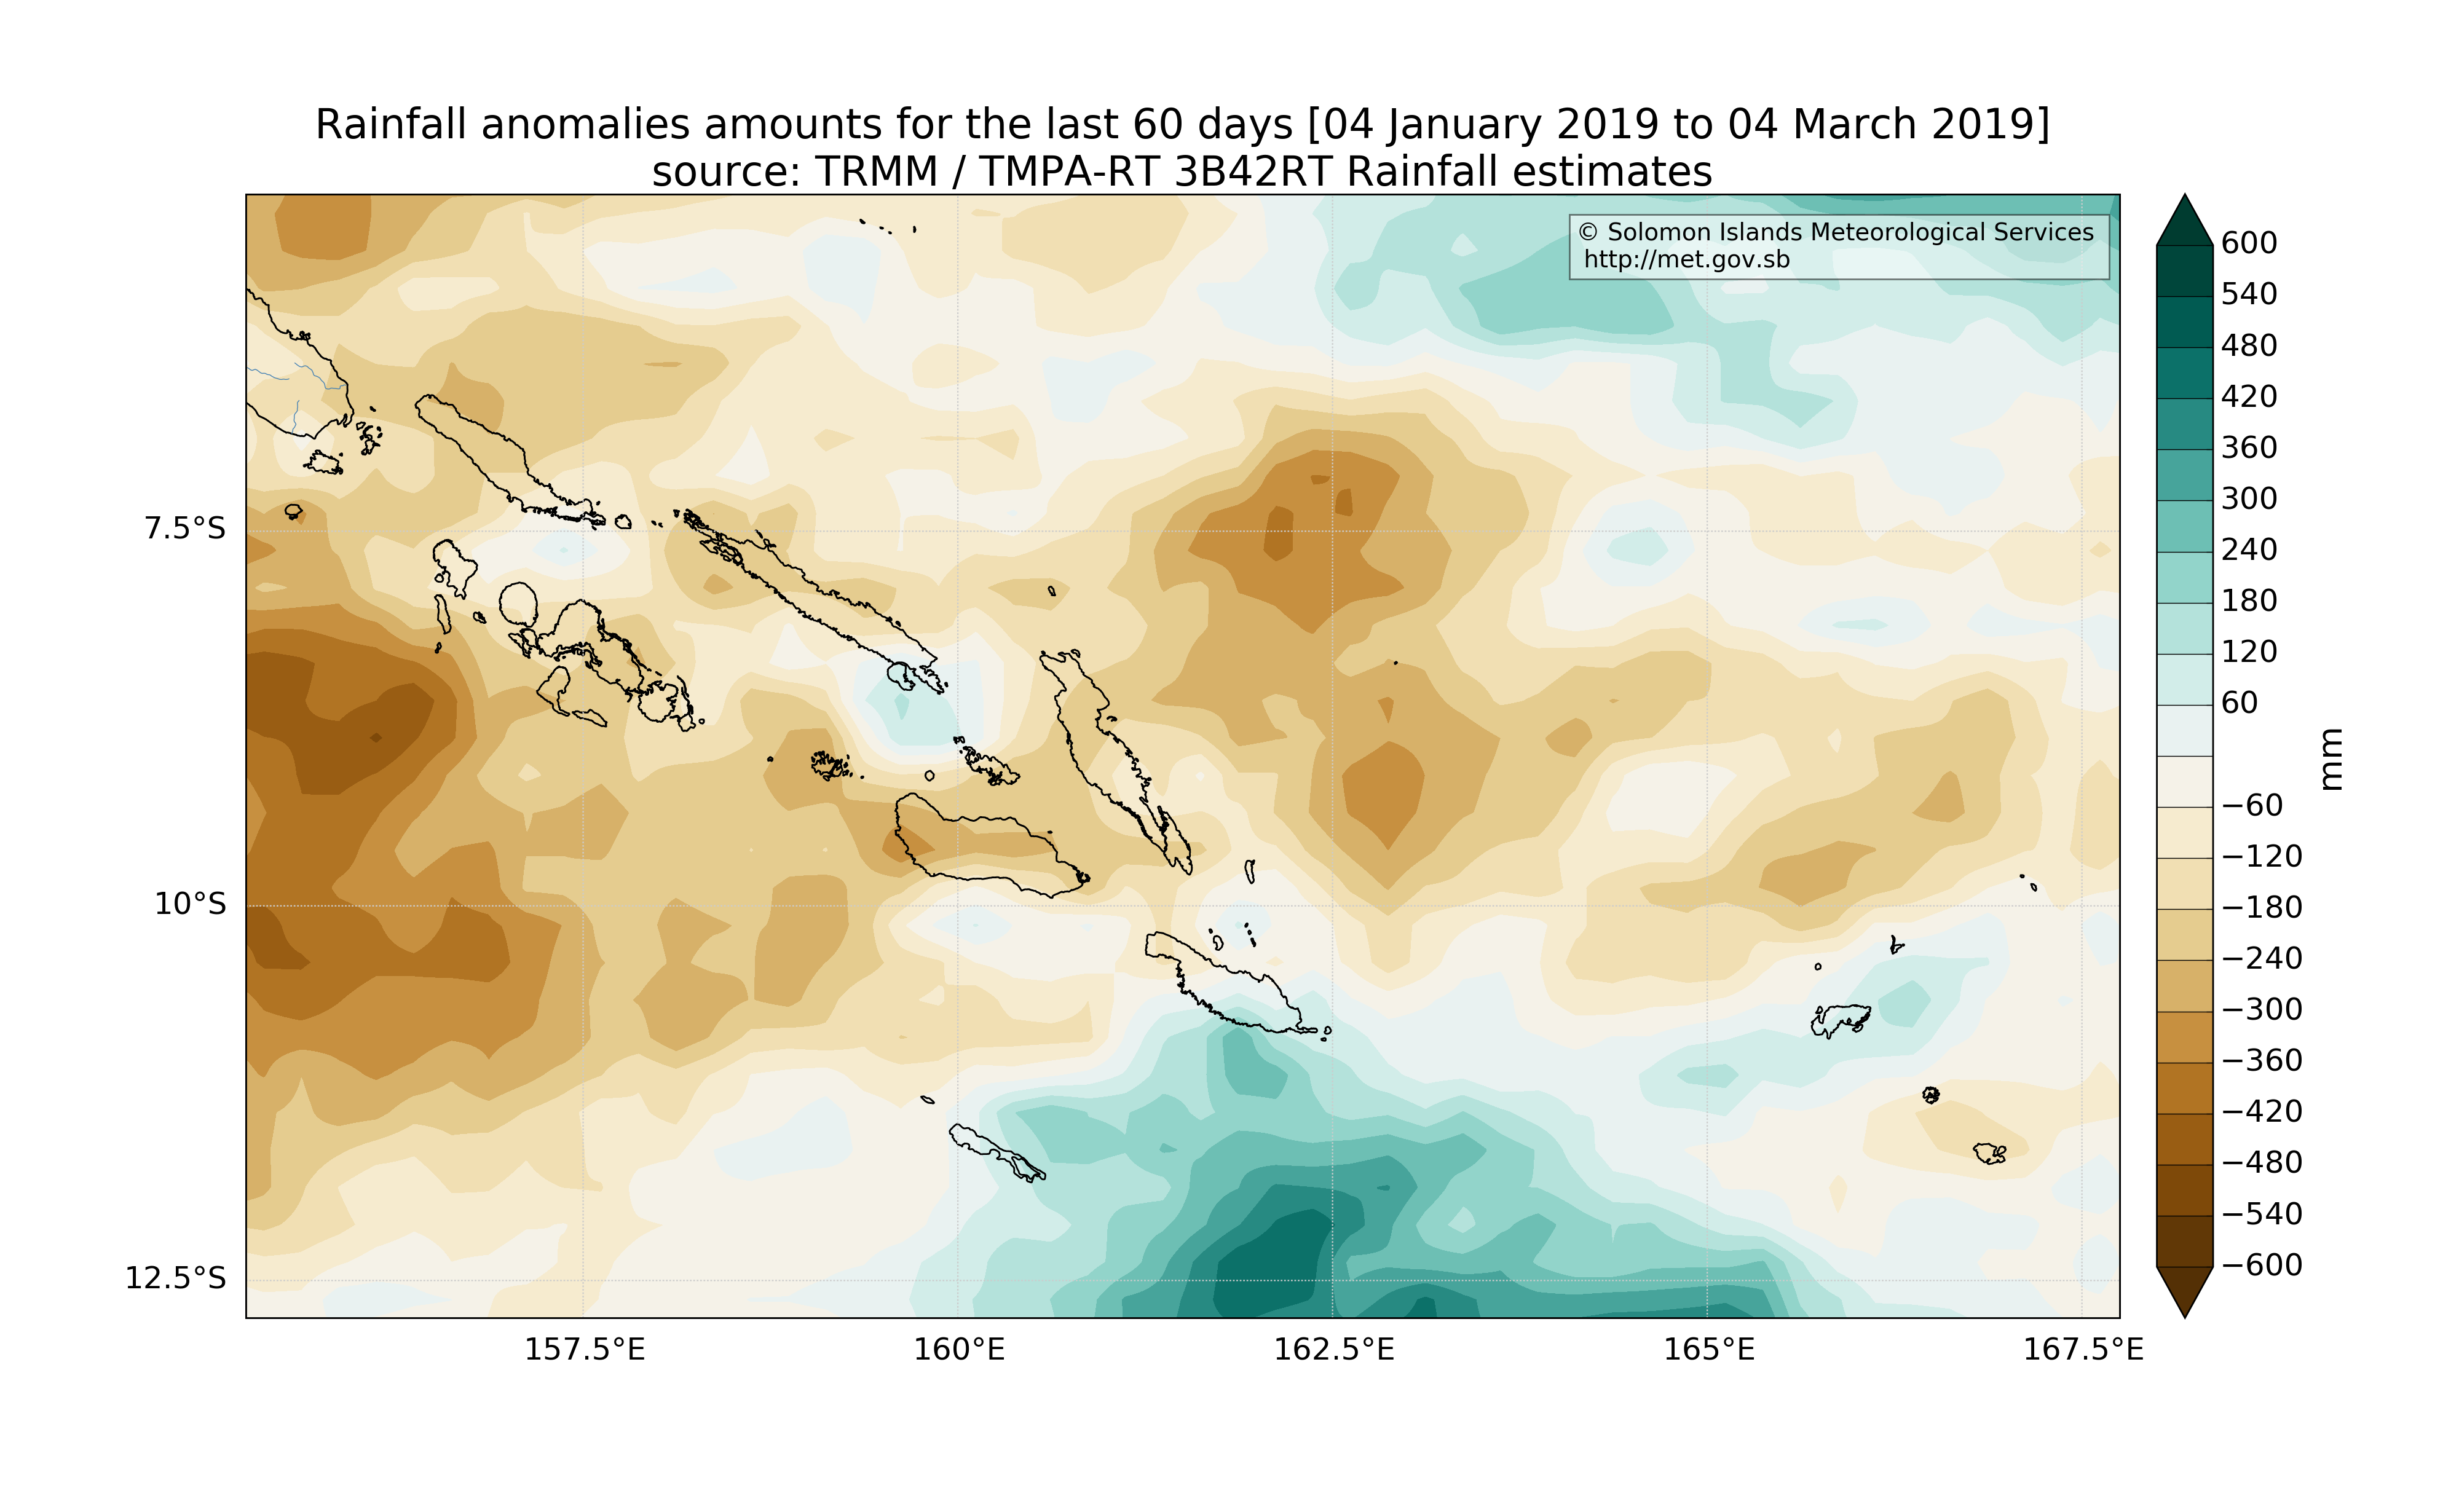 Rainfall anomalies amounts for the last 60 days [04 January 2019 to 04 March 2019]
source: TRMM / TMPA-RT 3B42RT Rainfall estimates
© Solomon Islands Meteorological Services
http://met.gov.sb
7.5°S
10°S
12.5°S
157.5°E
160°E
162.5°E
165°E
167.5°E
600
540
480
420
360
300
240
180
120
60
−60
−120
−180
−240
−300
−360
−420
−480
−540
−600
mm